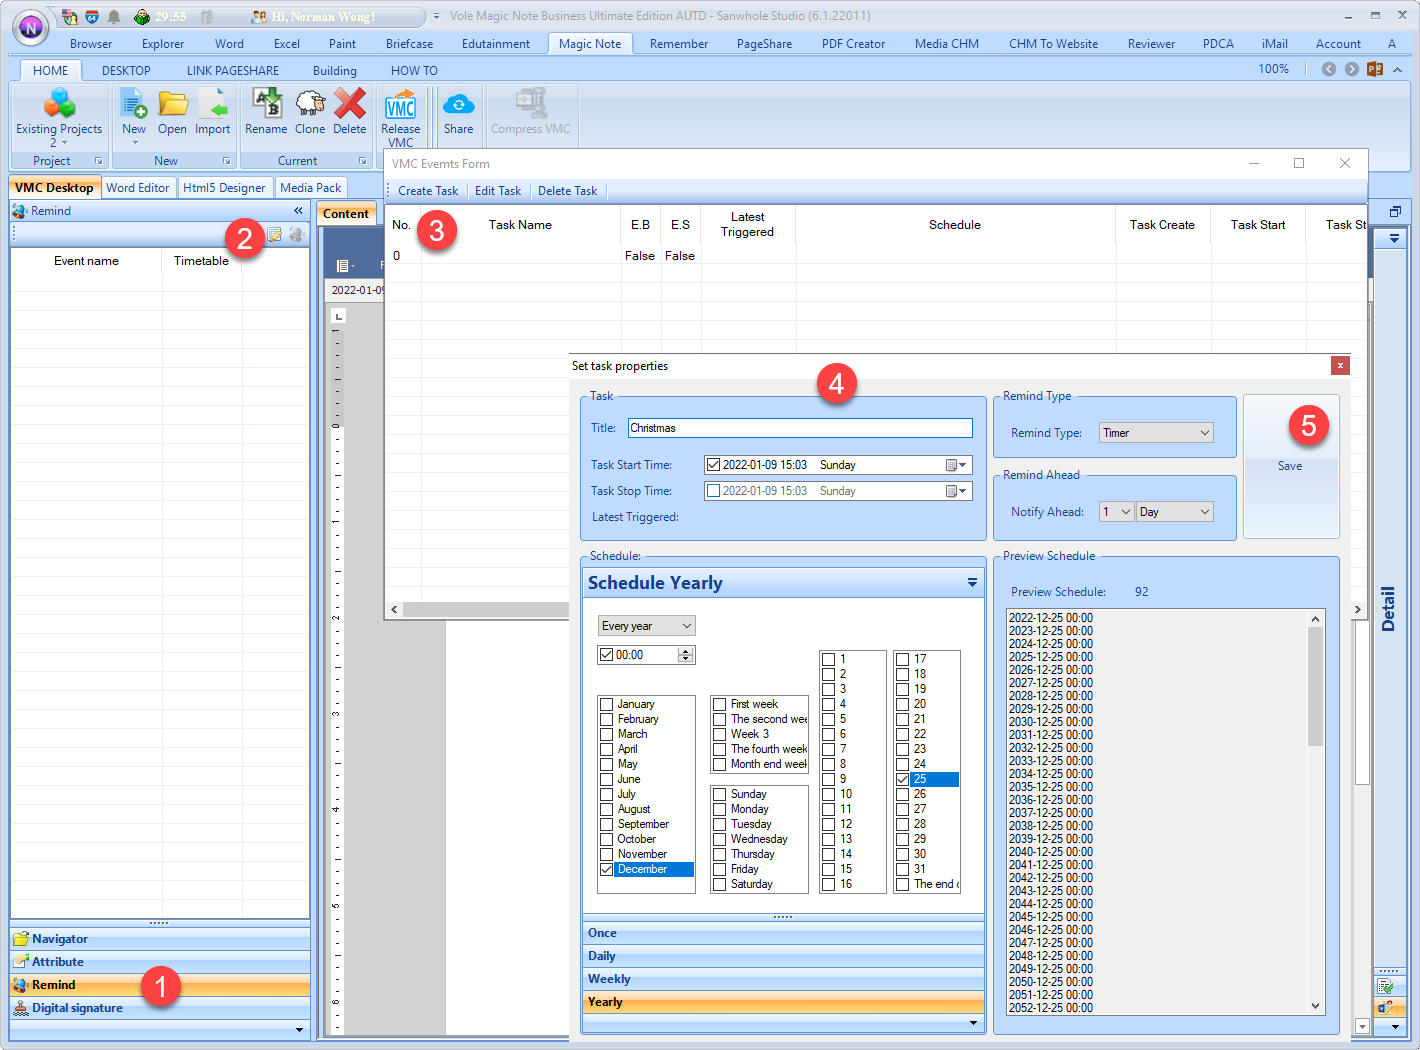 N
29:55
Hi, Norman Wong!
Vole Magic Note Business Ultimate Edition AUTD - Sanwhole Studio (6.1.22011)
Browser Explorer Word Excel Paint Briefcase Edutainment Magic Note Remember PageShare PDF Creator Media CHM CHM To Website Reviewer PDCA iMail Account A
HOME DESKTOP LINK PAGESHARE Building HOW TO 100%
Existing Projects New Open Import Rename Clone Delete Release Share Compress VMC
2 VMC
Project New Current
VMC Desktop Word Editor Html5 Designer Media Pack
Remind
2
Event name Timetable
Navigator
Attribute
Remind
1
Digital signature
Content
2022-01-09
VMC Evemts Form
Create Task Edit Task Delete Task
No. 3 Task Name E.B E.S Latest Triggered Schedule Task Create Task Start Task St
0 False False
Set task properties
4
Task
Title: Christmas
Task Start Time: 2022-01-09 15:03 Sunday
Task Stop Time: 2022-01-09 15:03 Sunday
Latest Triggered:
Remind Type
Remind Type: Timer
Remind Ahead
Notify Ahead: 1 Day
5
Save
Schedule:
Schedule Yearly
Every year
00:00
January
February
March
April
May
June
July
August
September
October
November
December
First week
The second wee
Week 3
The fourth week
Month end week
Sunday
Monday
Tuesday
Wednesday
Thursday
Friday
Saturday
1
2
3
4
5
6
7
8
9
10
11
12
13
14
15
16
17
18
19
20
21
22
23
24
25
26
27
28
29
30
31
The end
Once
Daily
Weekly
Yearly
Preview Schedule
Preview Schedule: 92
2022-12-25 00:00
2023-12-25 00:00
2024-12-25 00:00
2025-12-25 00:00
2026-12-25 00:00
2027-12-25 00:00
2028-12-25 00:00
2029-12-25 00:00
2030-12-25 00:00
2031-12-25 00:00
2032-12-25 00:00
2033-12-25 00:00
2034-12-25 00:00
2035-12-25 00:00
2036-12-25 00:00
2037-12-25 00:00
2038-12-25 00:00
2039-12-25 00:00
2040-12-25 00:00
2041-12-25 00:00
2042-12-25 00:00
2043-12-25 00:00
2044-12-25 00:00
2045-12-25 00:00
2046-12-25 00:00
2047-12-25 00:00
2048-12-25 00:00
2049-12-25 00:00
2050-12-25 00:00
2051-12-25 00:00
2052-12-25 00:00
Detail